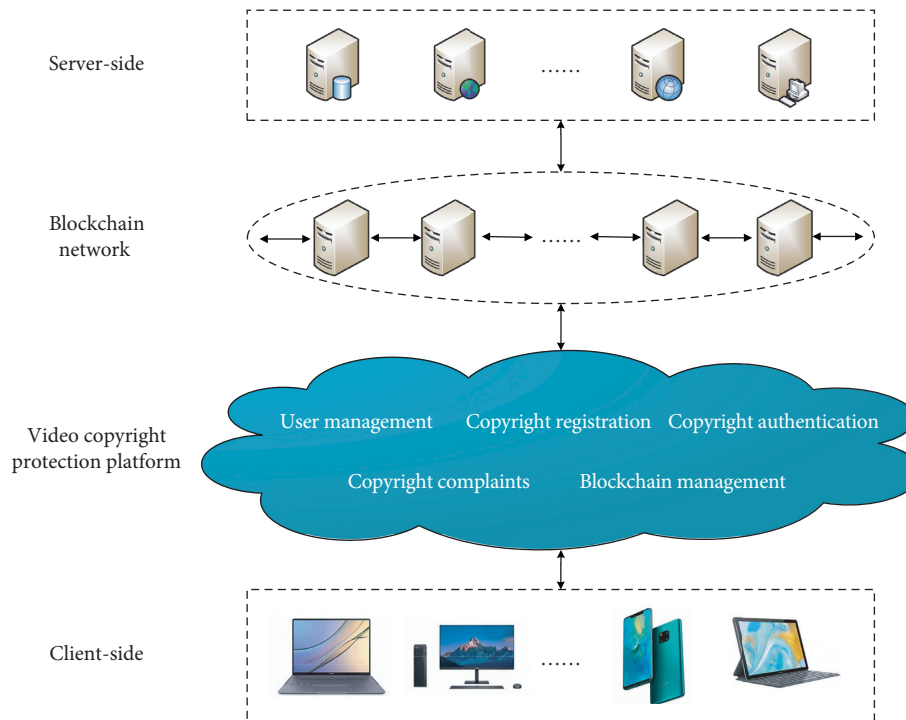 Server-side
......
Blockchain
network
......
User management Copyright registration Copyright authentication
Video copyright
protection platform
Copyright complaints Blockchain management
Client-side
......